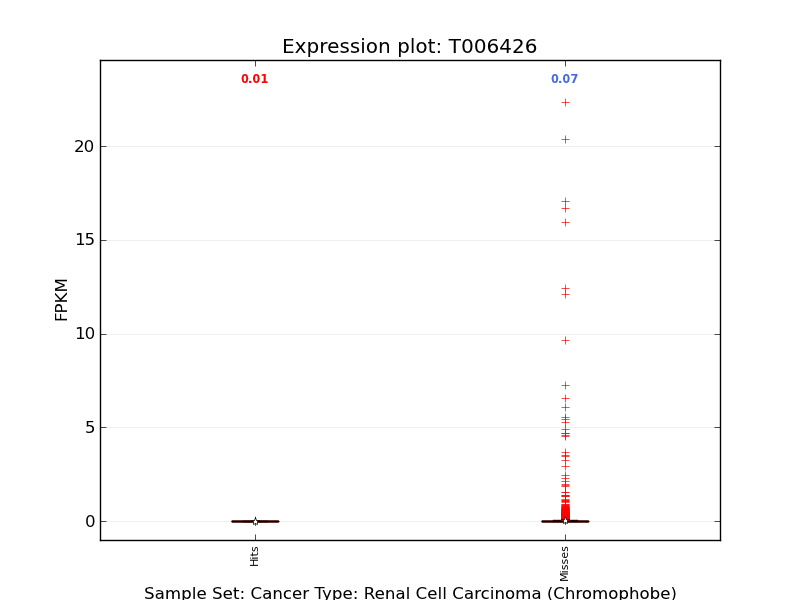 Expression plot: T006426
0.01
0.07
20
15
10
5
0
FPKM
Hits
Misses
Sample Set: Cancer Type: Renal Cell Carcinoma (Chromophobe)